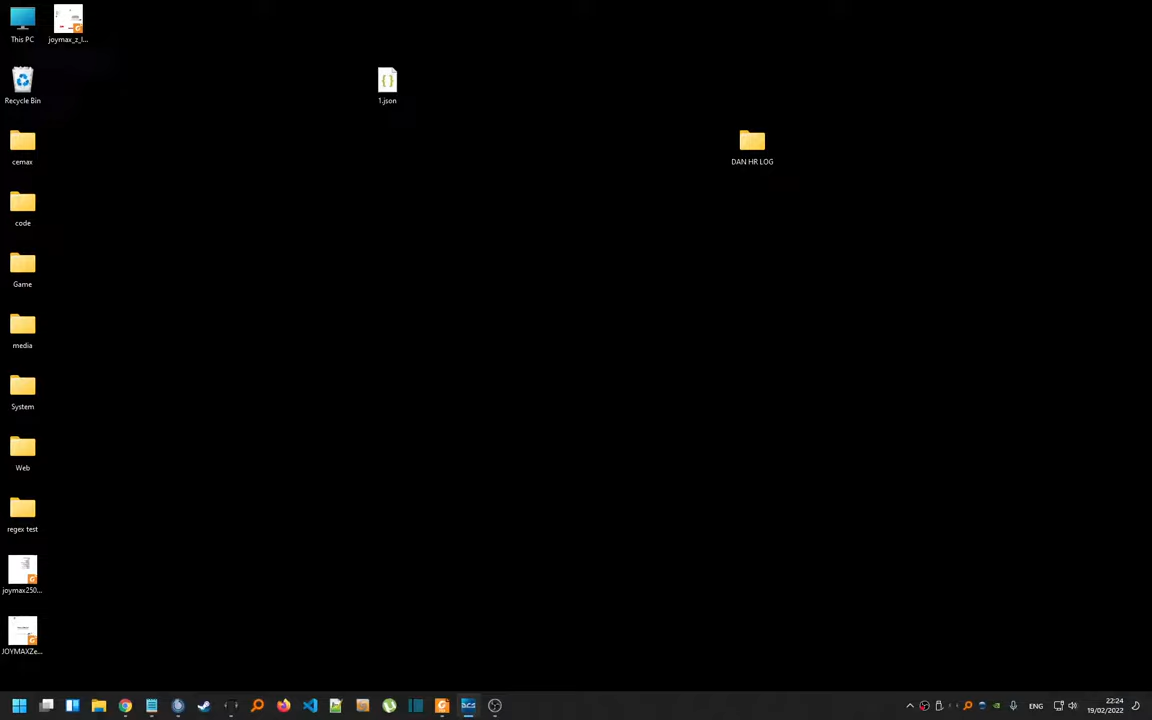 This PC
joymax_z_l...
Recycle Bin
1.json
cemax
DAN HR LOG
code
Game
media
System
Web
regex test
joymax250...
JOYMAXZe...
DCS
ENG
22:24
19/02/2022